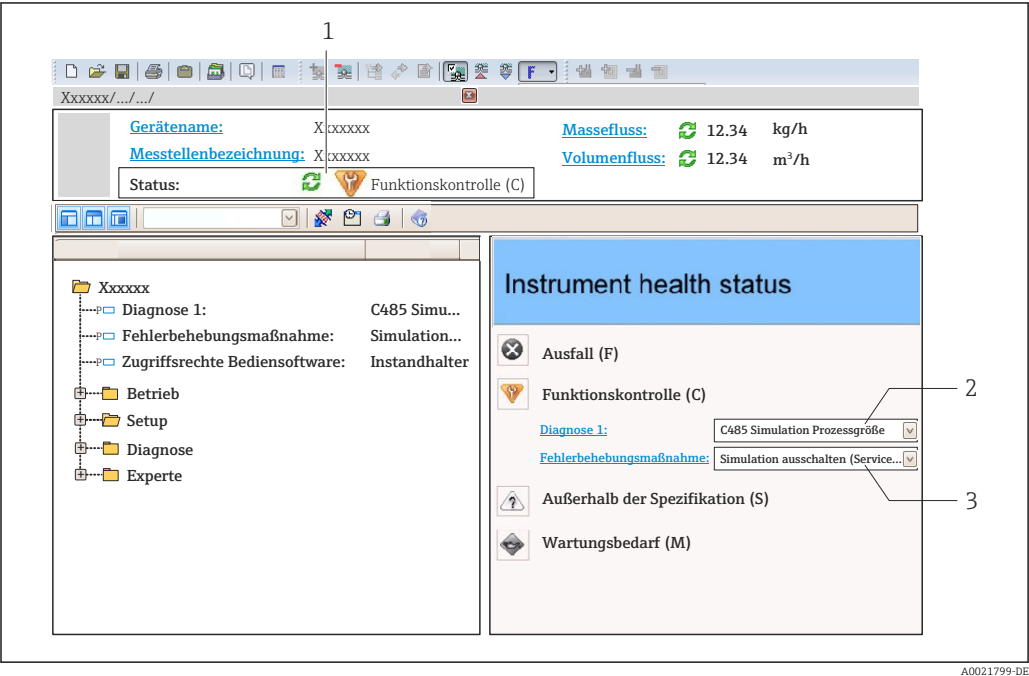 1
F
Xxxxxx/.../.../
Gerätename: Xxxxxxx
Messtellenbezeichnung: Xxxxxxx
Status: Funktionskontrolle (C)
Massefluss: 12.34 kg/h
Volumenfluss: 12.34 m³/h
Xxxxxx
Diagnose 1: C485 Simu...
Fehlerbehebungsmaßnahme: Simulation...
Zugriffsrechte Bediensoftware: Instandhalter
Betrieb
Setup
Diagnose
Experte
Instrument health status
Ausfall (F)
Funktionskontrolle (C)
Diagnose 1: C485 Simulation Prozessgröße
2
Fehlerbehebungsmaßnahme: Simulation ausschalten (Service...
3
Außerhalb der Spezifikation (S)
Wartungsbedarf (M)
A0021799-DE